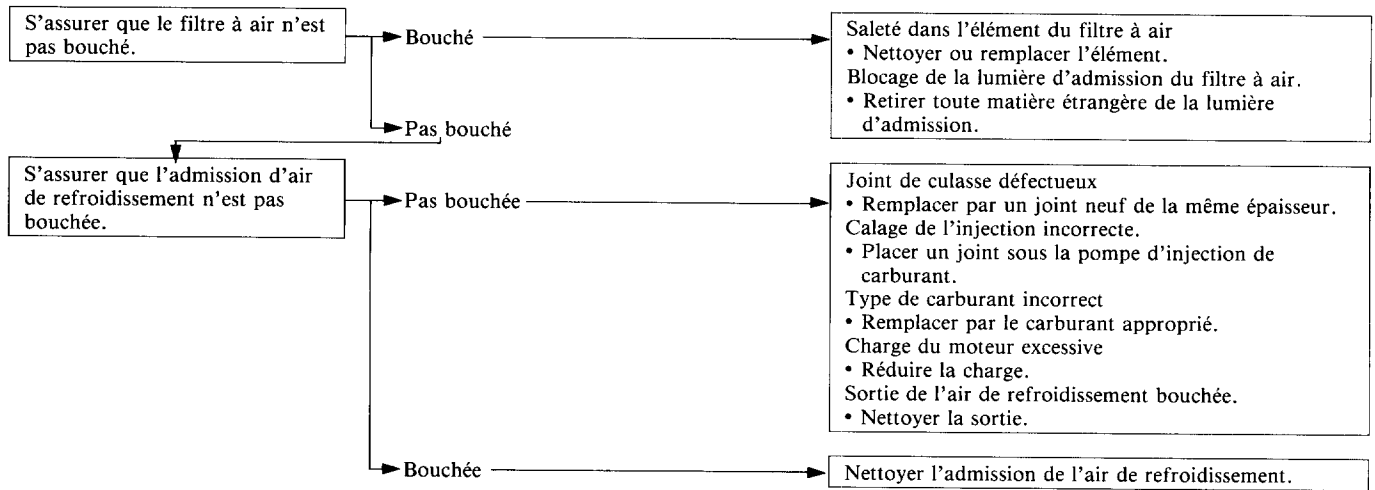 S'assurer que le filtre à air n'est
pas bouché.
Bouché
Saleté dans l'élément du filtre à air
• Nettoyer ou remplacer l'élément.
Blocage de la lumière d'admission du filtre à air.
• Retirer toute matière étrangère de la lumière
d'admission.
Pas bouché
S'assurer que l'admission d'air
de refroidissement n'est pas
bouchée.
Pas bouchée
Joint de culasse défectueux
• Remplacer par un joint neuf de la même épaisseur.
Calage de l'injection incorrecte.
• Placer un joint sous la pompe d'injection de
carburant.
Type de carburant incorrect
• Remplacer par le carburant approprié.
Charge du moteur excessive
• Réduire la charge.
Sortie de l'air de refroidissement bouchée.
• Nettoyer la sortie.
Bouchée
Nettoyer l'admission de l'air de refroidissement.